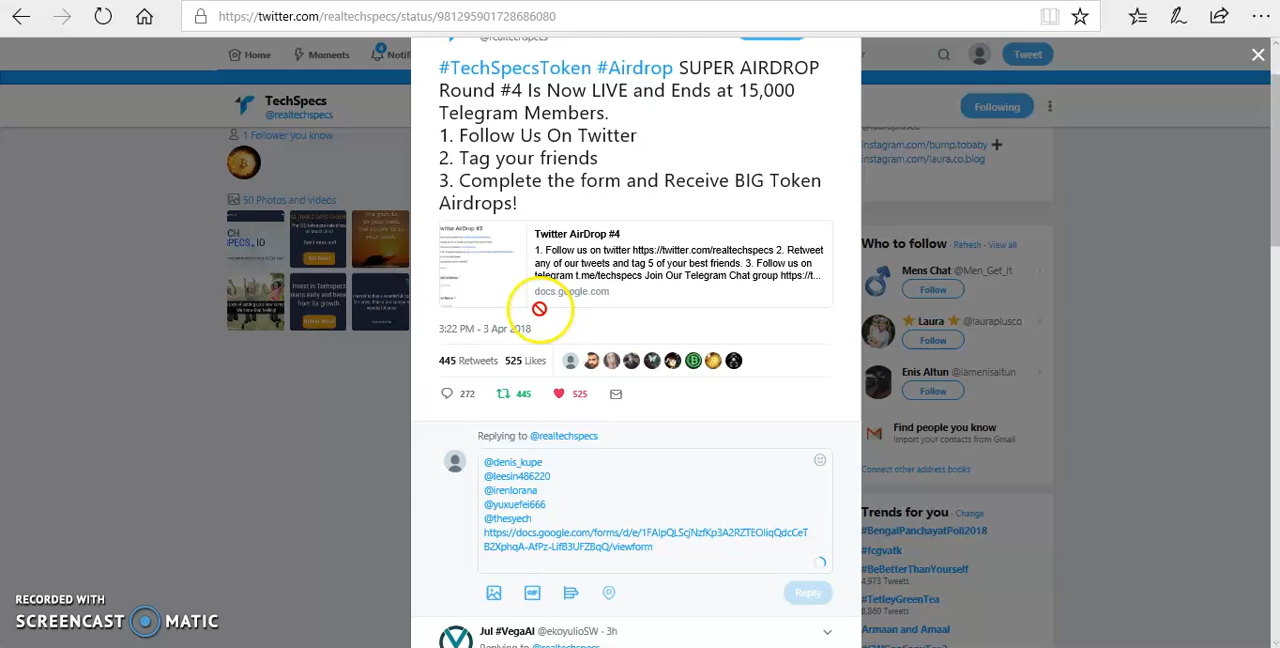 https://twitter.com/realtechspecs/status/981295901728686080
Home
Moments
4
Tweet
TechSpecs
@realtechspecs
Following
1 Follower you know
50 Photos and videos
@realtechspecs
#TechSpecsToken #Airdrop SUPER AIRDROP
Round #4 Is Now LIVE and Ends at 15,000
Telegram Members.
1. Follow Us On Twitter
2. Tag your friends
3. Complete the form and Receive BIG Token
Airdrops!
Twitter AirDrop #4
1. Follow us on twitter https://twitter.com/realtechspecs 2. Retweet
any of our tweets and tag 5 of your best friends. 3. Follow us on
telegram t.me/techspecs Join Our Telegram Chat group https://t...
docs.google.com
3:22 PM - 3 Apr 2018
445 Retweets 525 Likes
272 445 525
Replying to @realtechspecs
@denis_kupe
@leesin486220
@irenlorana
@yuxuefei666
@thesyech
https://docs.google.com/forms/d/e/1FAIpQLScjNzfKp3A2RZTEOliqQdcCeT
B2XphqA-AfPz-LifB3UFZBqQ/viewform
GIF
Reply
Jul #VegaAI @ekoyulioSW · 3h
Replying to @realtechspecs
instagram.com/bump.tobaby
instagram.com/laura.co.blog
Who to follow · Refresh · View all
Mens Chat @Men_Get_It
Follow
Laura @lauraplusco
Follow
Enis Altun @iamenisaltun
Follow
Find people you know
Import your contacts from Gmail
Connect other address books
Trends for you · Change
#BengalPanchayatPoll2018
#fcgvatk
#BeBetterThanYourself
4,973 Tweets
#TetleyGreenTea
8,860 Tweets
Armaan and Amaal
RECORDED WITH
SCREENCAST MATIC